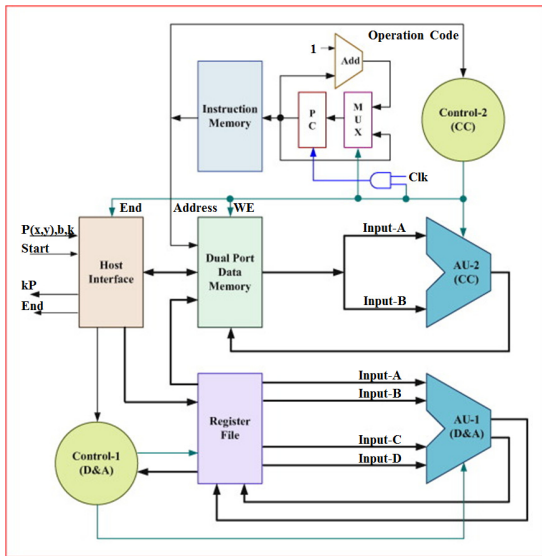 Operation Code
1
Add
Instruction
Memory
P
C
M
U
X
Control-2
(CC)
Clk
End
Address
WE
P(x,y),b,k
Start
kP
End
Host
Interface
Dual Port
Data
Memory
Input-A
Input-B
AU-2
(CC)
Input-A
Input-B
Input-C
Input-D
Register
File
AU-1
(D&A)
Control-1
(D&A)